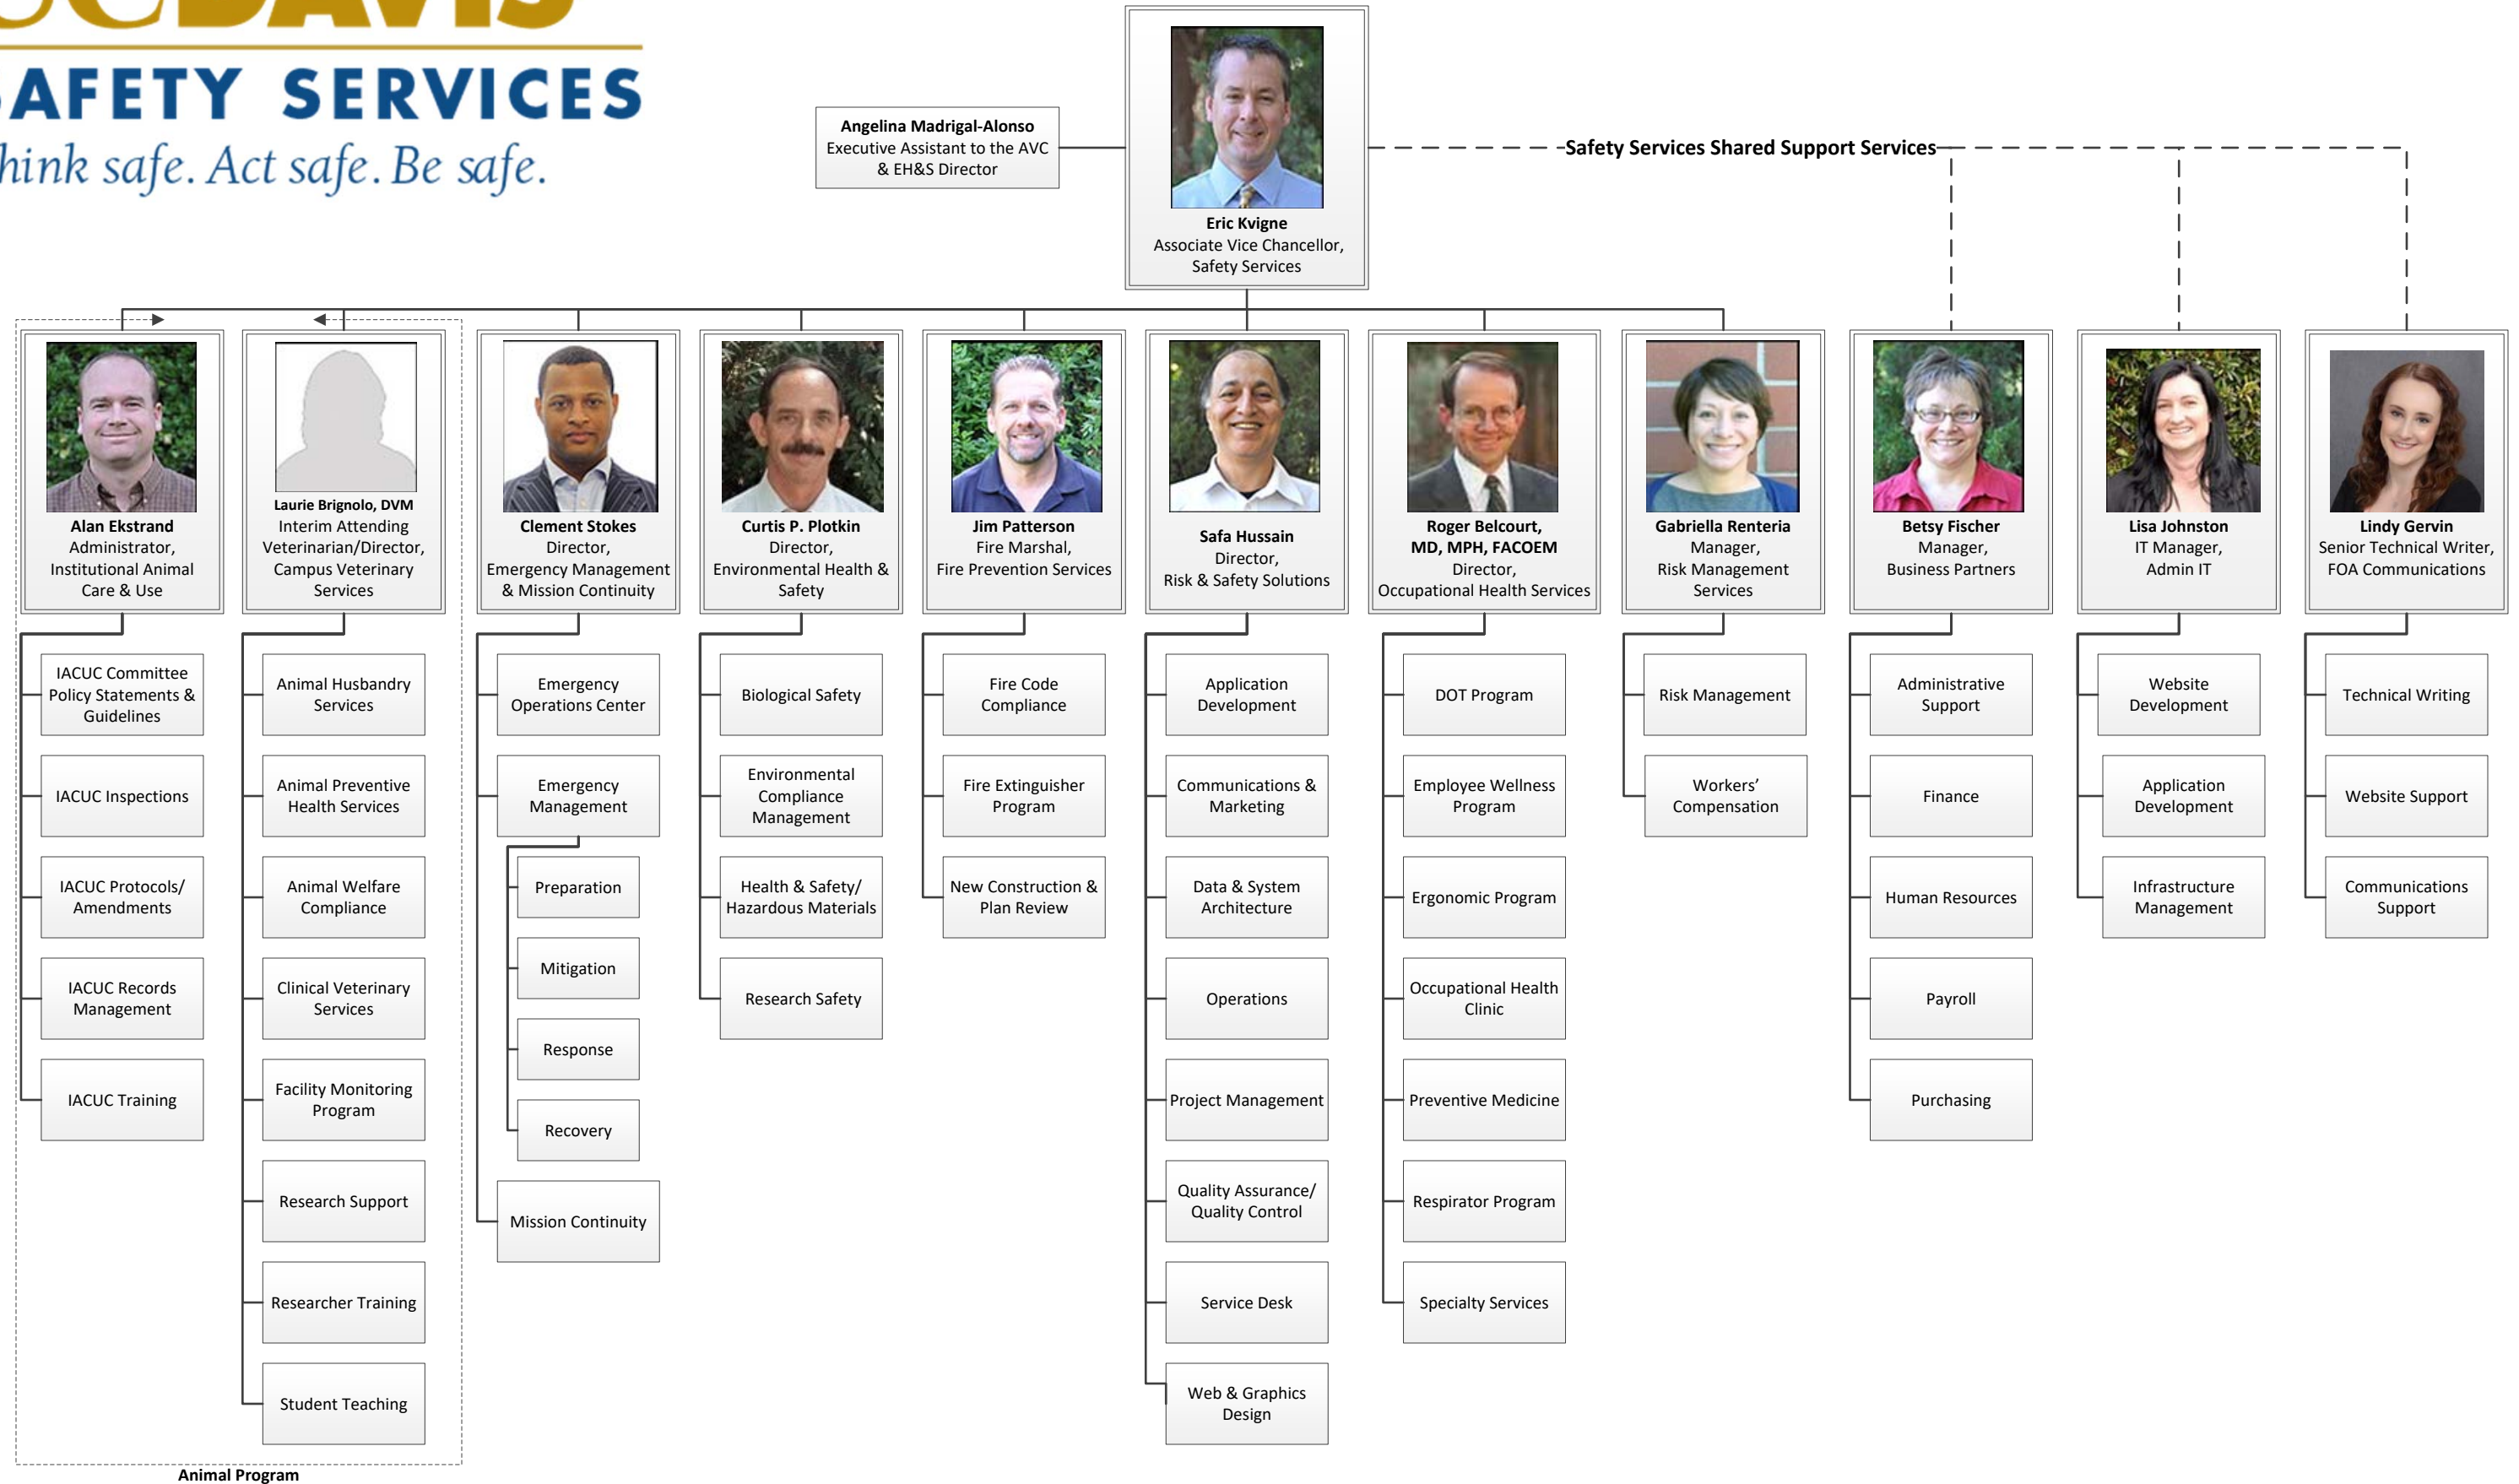 UCDAVIS
SAFETY SERVICES
hink safe. Act safe. Be safe.
Angelina Madrigal-Alonso
Executive Assistant to the AVC
& EH&S Director
Eric Kvigne
Associate Vice Chancellor,
Safety Services
Safety Services Shared Support Services
Alan Ekstrand
Administrator,
Institutional Animal
Care & Use
Laurie Brignolo, DVM
Interim Attending
Veterinarian/Director,
Campus Veterinary
Services
Clement Stokes
Director,
Emergency Management
& Mission Continuity
Curtis P. Plotkin
Director,
Environmental Health &
Safety
Jim Patterson
Fire Marshal,
Fire Prevention Services
Safa Hussain
Director,
Risk & Safety Solutions
Roger Belcourt,
MD, MPH, FACOEM
Director,
Occupational Health Services
Gabriella Renteria
Manager,
Risk Management
Services
Betsy Fischer
Manager,
Business Partners
Lisa Johnston
IT Manager,
Admin IT
Lindy Gervin
Senior Technical Writer,
FOA Communications
IACUC Committee
Policy Statements &
Guidelines
IACUC Inspections
IACUC Protocols/
Amendments
IACUC Records
Management
IACUC Training
Animal Husbandry
Services
Animal Preventive
Health Services
Animal Welfare
Compliance
Clinical Veterinary
Services
Facility Monitoring
Program
Research Support
Researcher Training
Student Teaching
Emergency
Operations Center
Emergency
Management
Preparation
Mitigation
Response
Recovery
Mission Continuity
Biological Safety
Environmental
Compliance
Management
Health & Safety/
Hazardous Materials
Research Safety
Fire Code
Compliance
Fire Extinguisher
Program
New Construction &
Plan Review
Application
Development
Communications &
Marketing
Data & System
Architecture
Operations
Project Management
Quality Assurance/
Quality Control
Service Desk
Web & Graphics
Design
DOT Program
Employee Wellness
Program
Ergonomic Program
Occupational Health
Clinic
Preventive Medicine
Respirator Program
Specialty Services
Risk Management
Workers’
Compensation
Administrative
Support
Finance
Human Resources
Payroll
Purchasing
Website
Development
Application
Development
Infrastructure
Management
Technical Writing
Website Support
Communications
Support
Animal Program